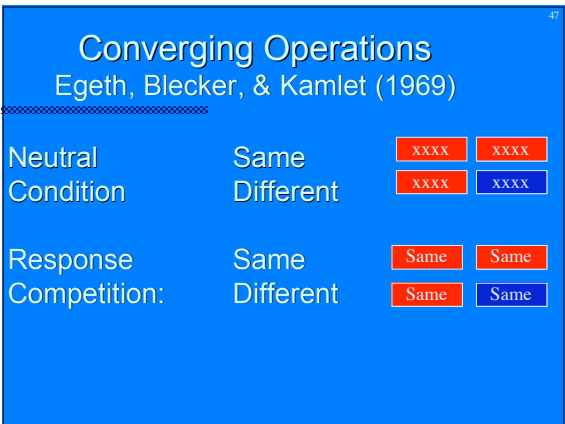 47
Converging Operations
Egeth, Blecker, & Kamlet (1969)
Neutral Same xxxx xxxx
Condition Different xxxx xxxx
Response Same Same Same
Competition: Different Same Same